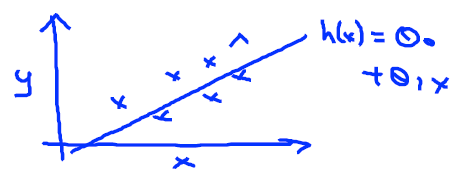 h(x) = θ₀
+ θ₁x
y
x